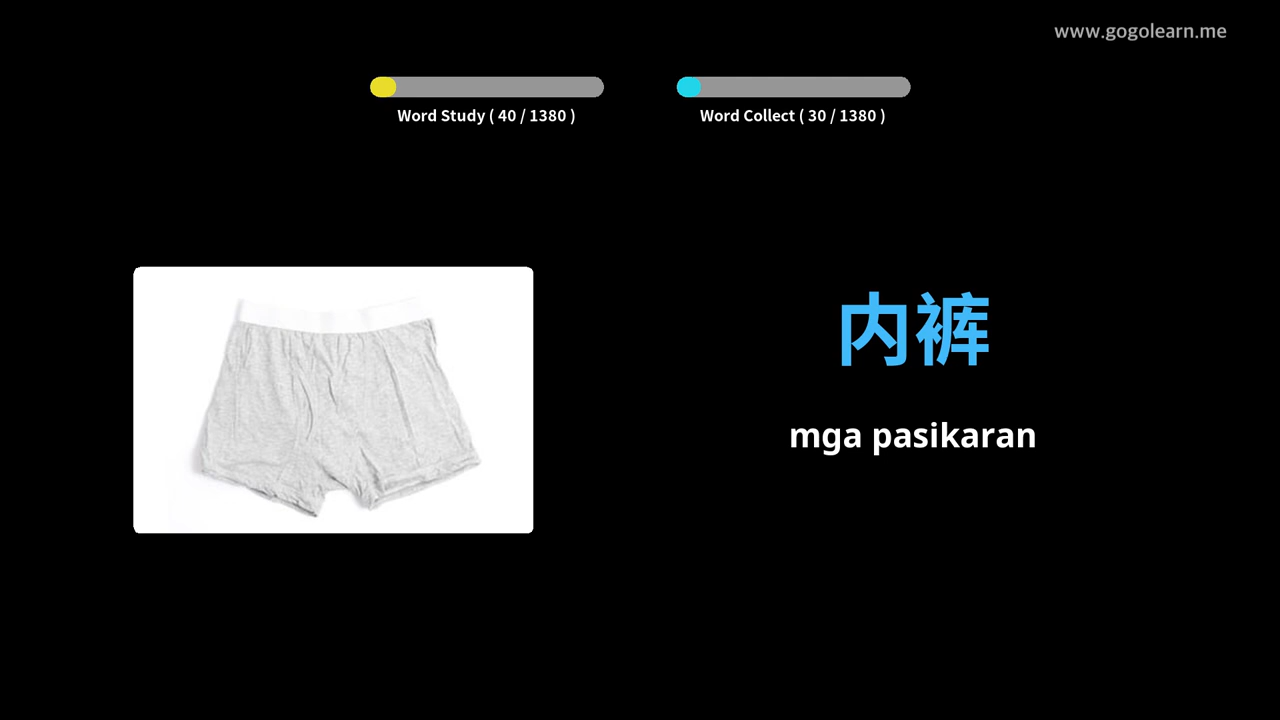 www.gogolearn.me
Word Study ( 40 / 1380 )
Word Collect ( 30 / 1380 )
内裤
mga pasikaran